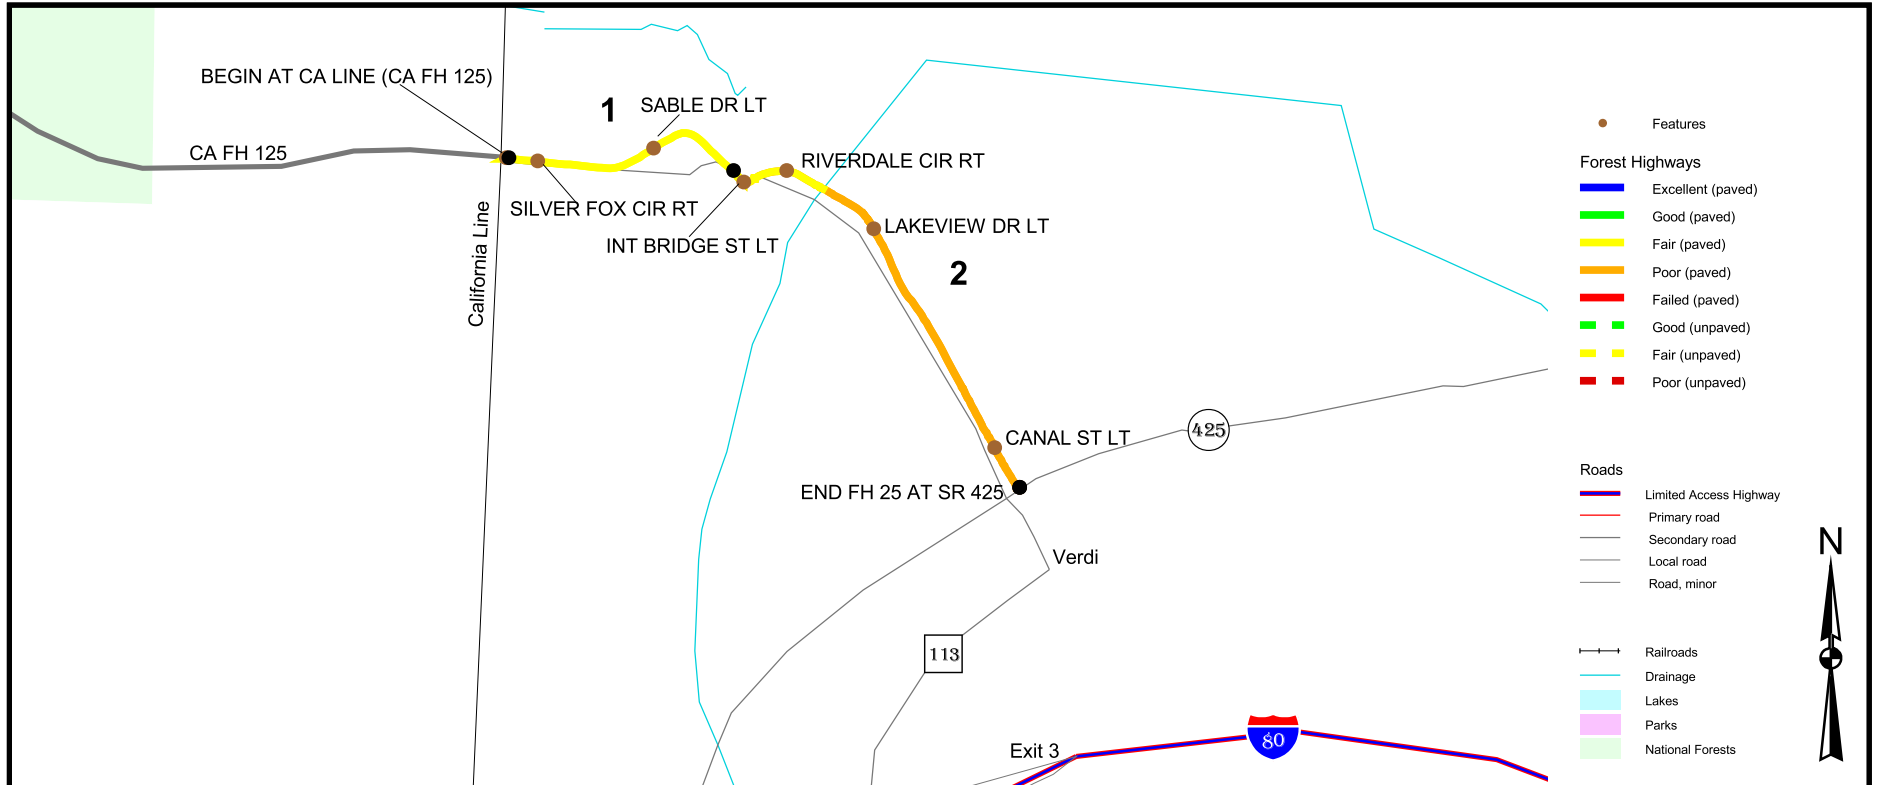 BEGIN AT CA LINE (CA FH 125)
1
SABLE DR LT
CA FH 125
RIVERDALE CIR RT
SILVER FOX CIR RT
INT BRIDGE ST LT
LAKEVIEW DR LT
California Line
2
CANAL ST LT
425
END FH 25 AT SR 425
Verdi
113
Exit 3
80
Features
Forest Highways
Excellent (paved)
Good (paved)
Fair (paved)
Poor (paved)
Failed (paved)
Good (unpaved)
Fair (unpaved)
Poor (unpaved)
Roads
Limited Access Highway
Primary road
Secondary road
Local road
Road, minor
N
Railroads
Drainage
Lakes
Parks
National Forests